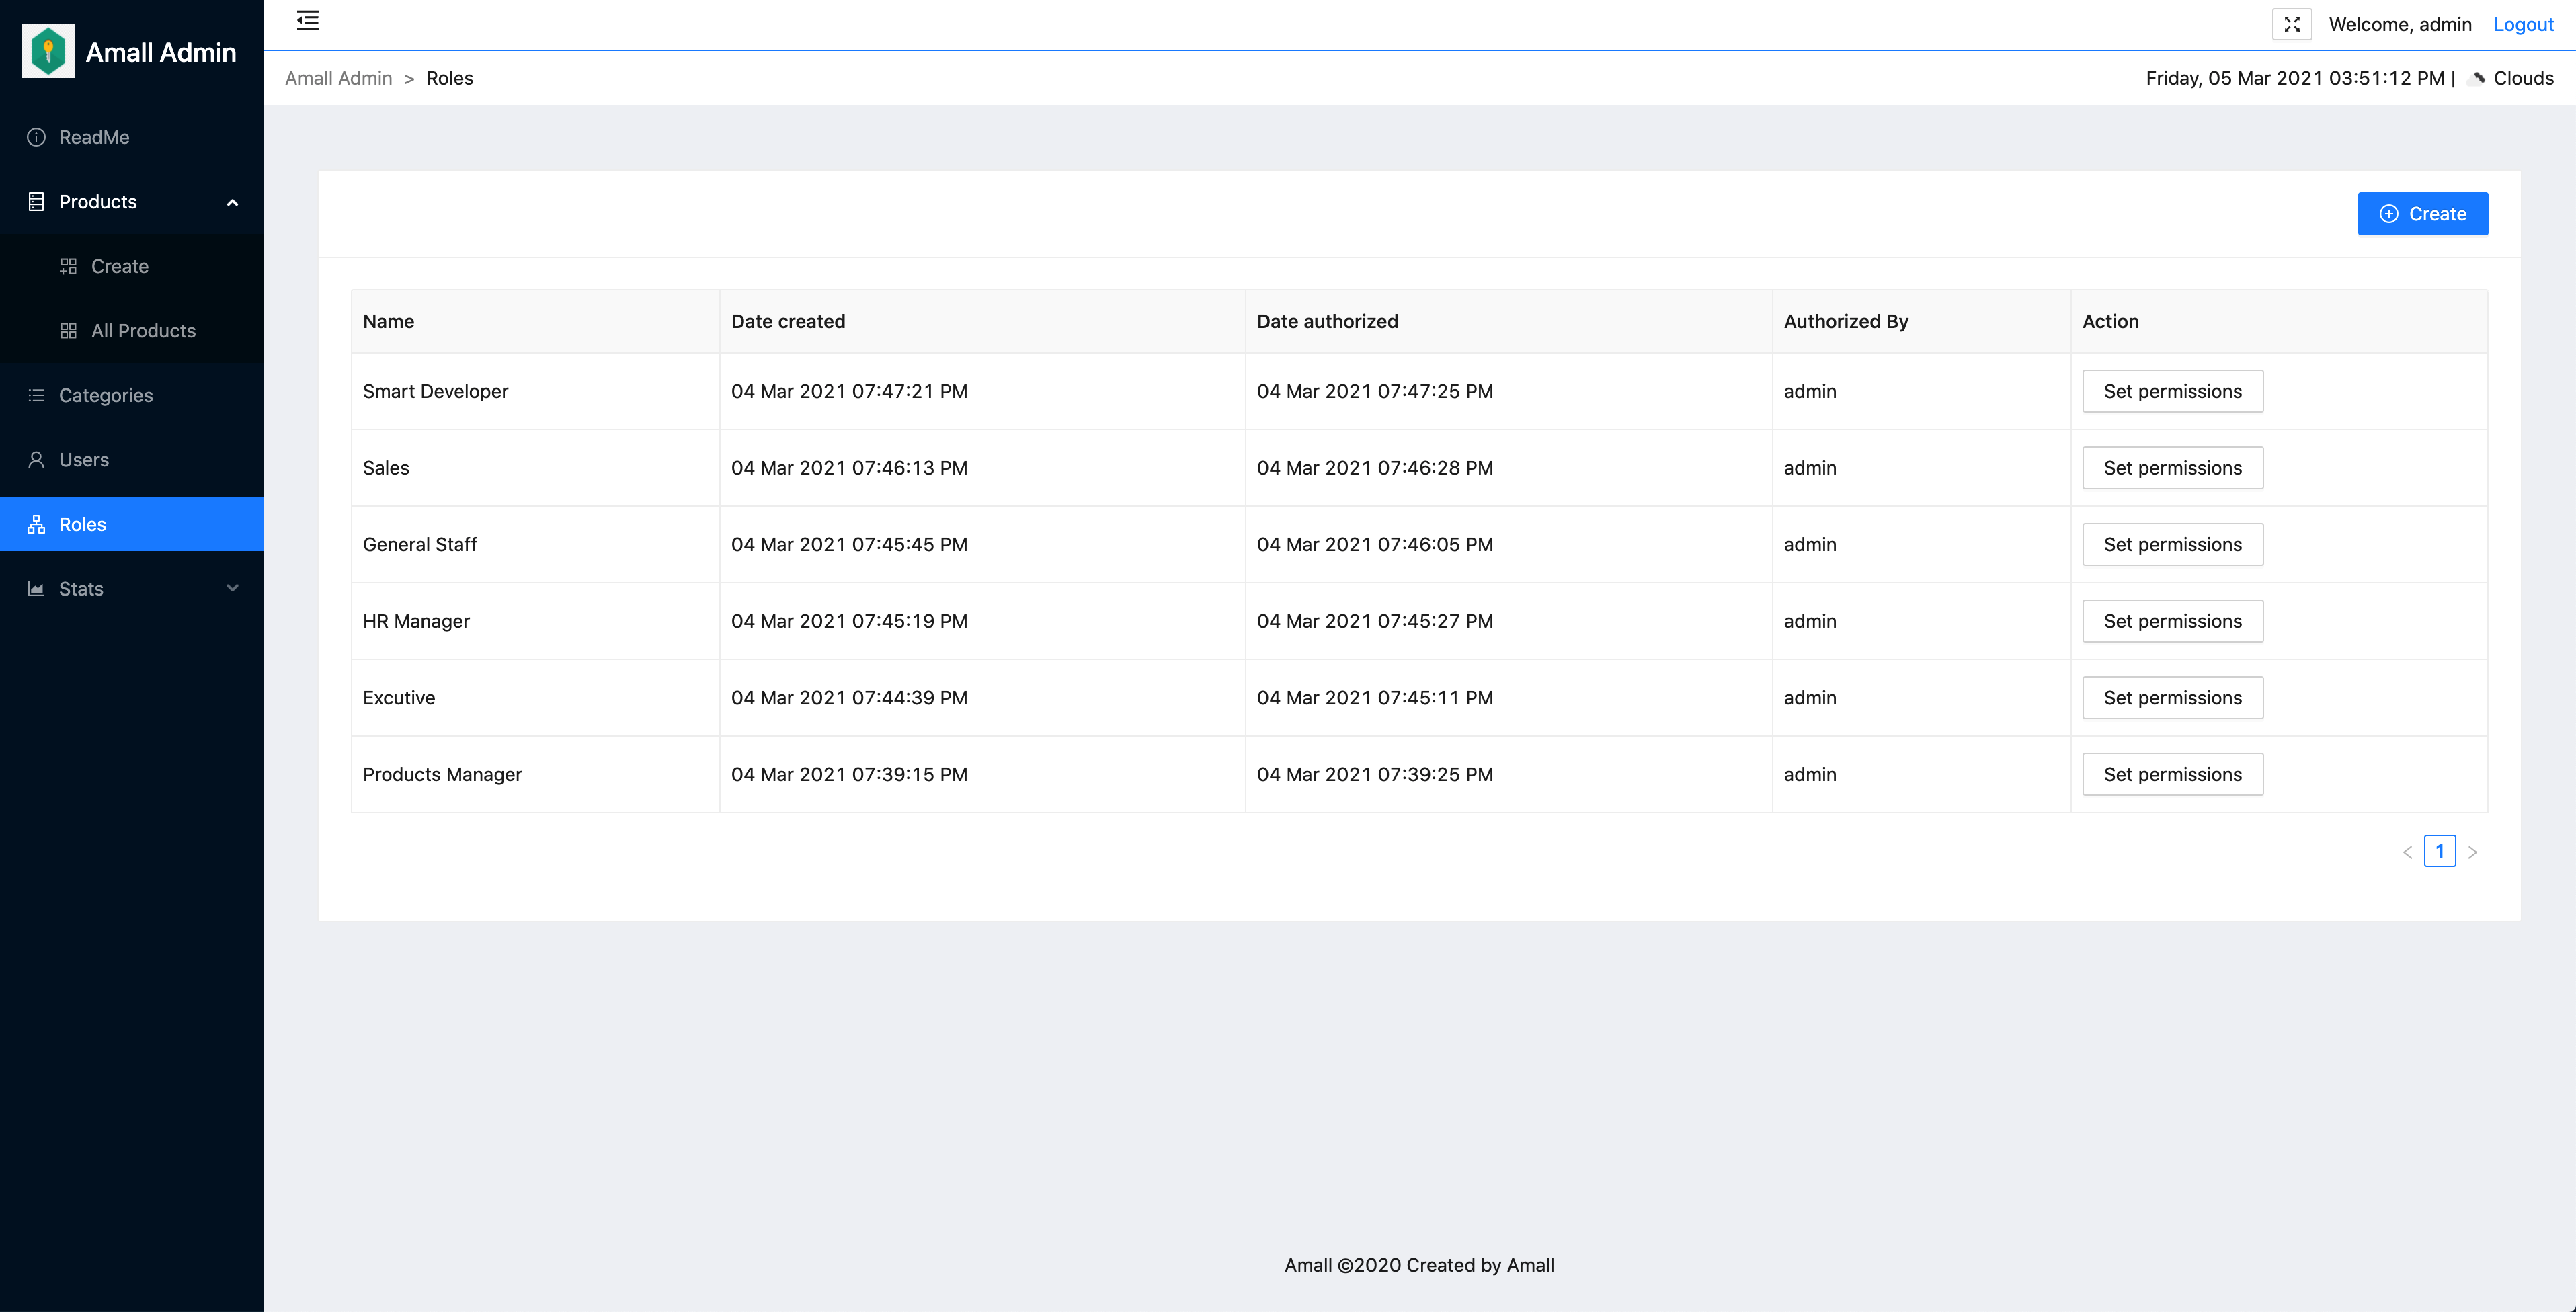 Amall Admin
Welcome, admin Logout
Amall Admin > Roles
Friday, 05 Mar 2021 03:51:12 PM | Clouds
ReadMe
Products
Create
All Products
Categories
Users
Roles
Stats
Create
Name Date created Date authorized Authorized By Action
Smart Developer 04 Mar 2021 07:47:21 PM 04 Mar 2021 07:47:25 PM admin Set permissions
Sales 04 Mar 2021 07:46:13 PM 04 Mar 2021 07:46:28 PM admin Set permissions
General Staff 04 Mar 2021 07:45:45 PM 04 Mar 2021 07:46:05 PM admin Set permissions
HR Manager 04 Mar 2021 07:45:19 PM 04 Mar 2021 07:45:27 PM admin Set permissions
Excutive 04 Mar 2021 07:44:39 PM 04 Mar 2021 07:45:11 PM admin Set permissions
Products Manager 04 Mar 2021 07:39:15 PM 04 Mar 2021 07:39:25 PM admin Set permissions
< 1 >
Amall ©2020 Created by Amall